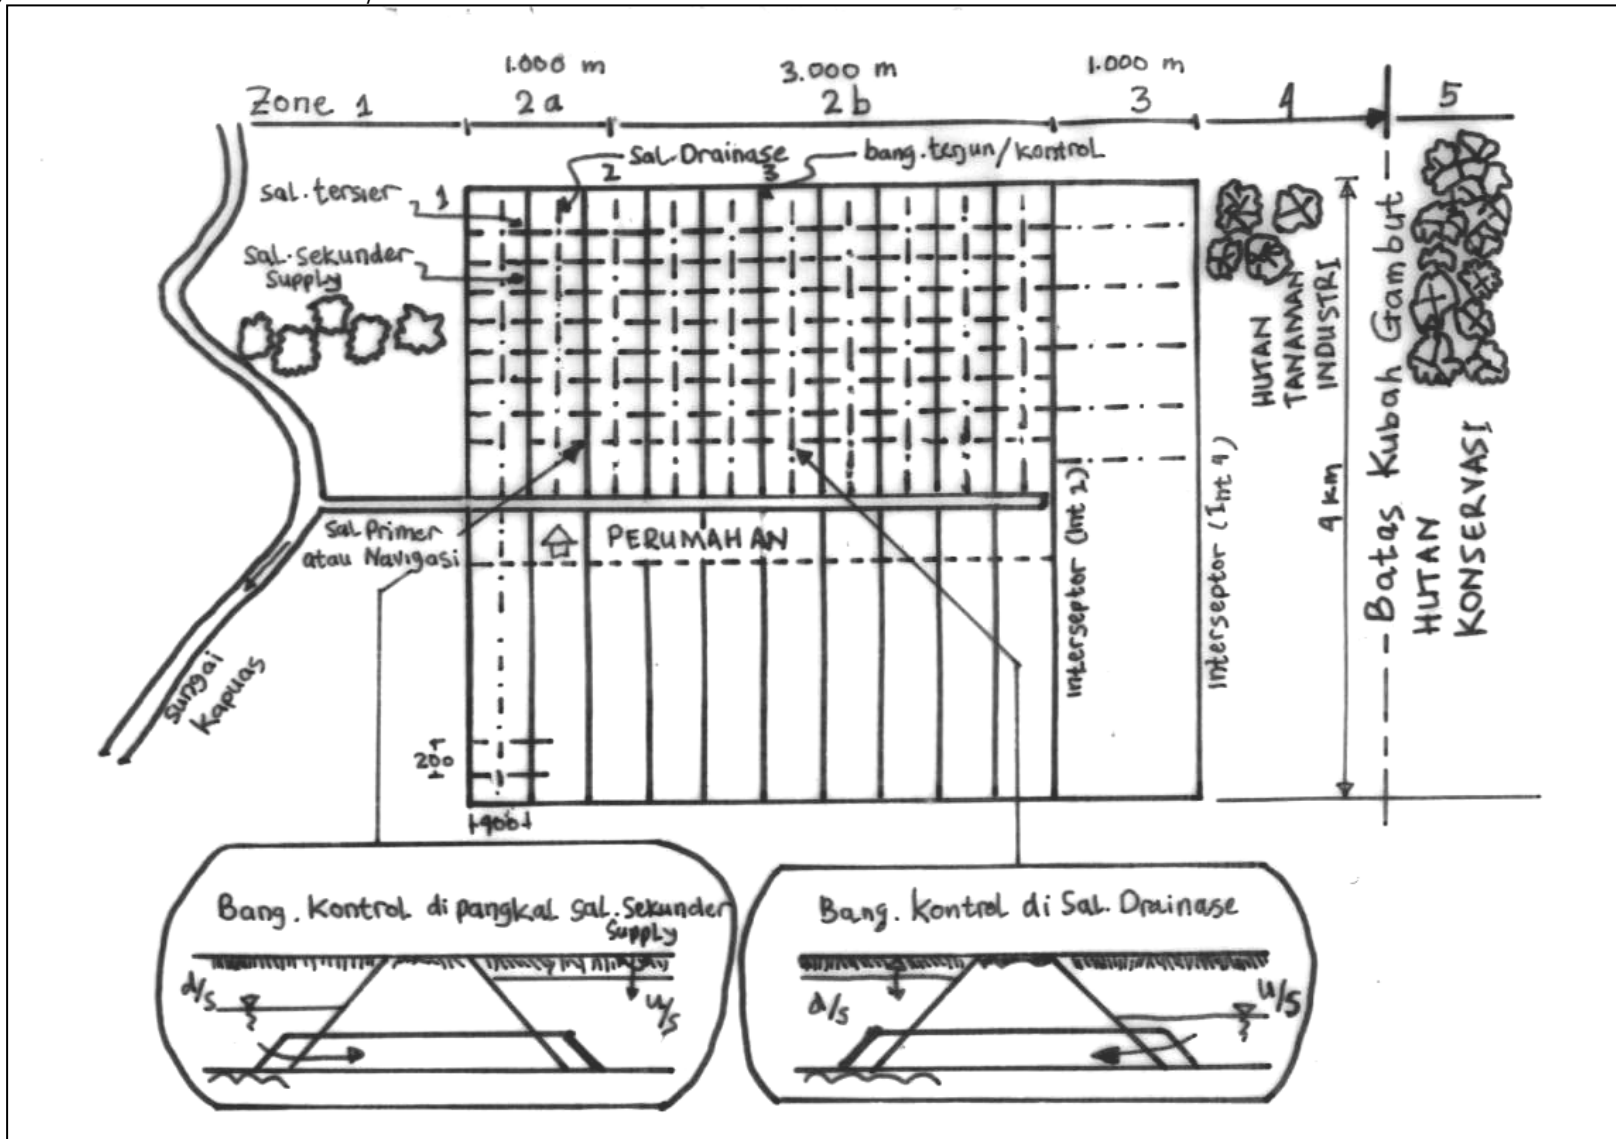 1.000 m
3.000 m
1.000 m
Zone 1
2a
2b
3
4
5
Sal. Drainase
bang. terjun/kontrol
2
3
Sal. tersier
1
Sal. Sekunder
Supply
HUTAN
TANAMAN
INDUSTRI
4 km
Batas Kubah Gambut
HUTAN
KONSERVASI
Sal. Primer
atau Navigasi
PERUMAHAN
Interseptor (Int 2)
Interseptor (Int 4)
Sungai
Kapuas
200
400
Bang. Kontrol di pangkal Sal. Sekunder
Supply
d/s
u/s
Bang. Kontrol di Sal. Drainase
d/s
u/s